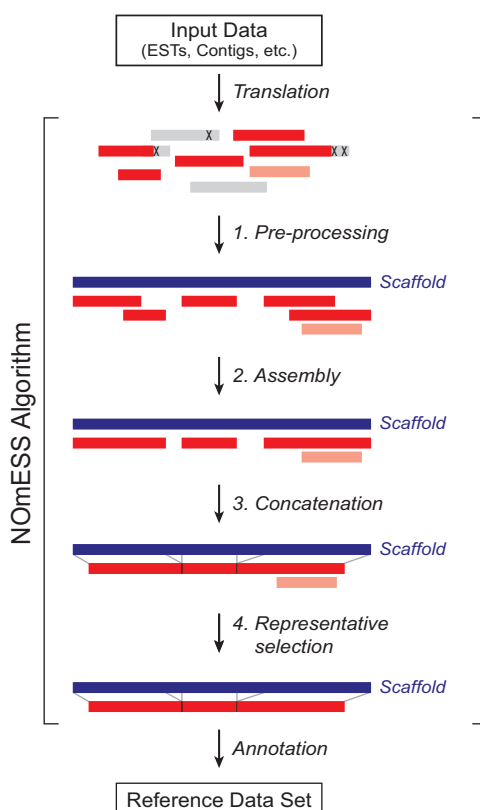 Input Data
(ESTs, Contigs, etc.)
Translation
X
X
X X
1. Pre-processing
Scaffold
2. Assembly
Scaffold
3. Concatenation
Scaffold
4. Representative
selection
Scaffold
NOmESS Algorithm
Annotation
Reference Data Set